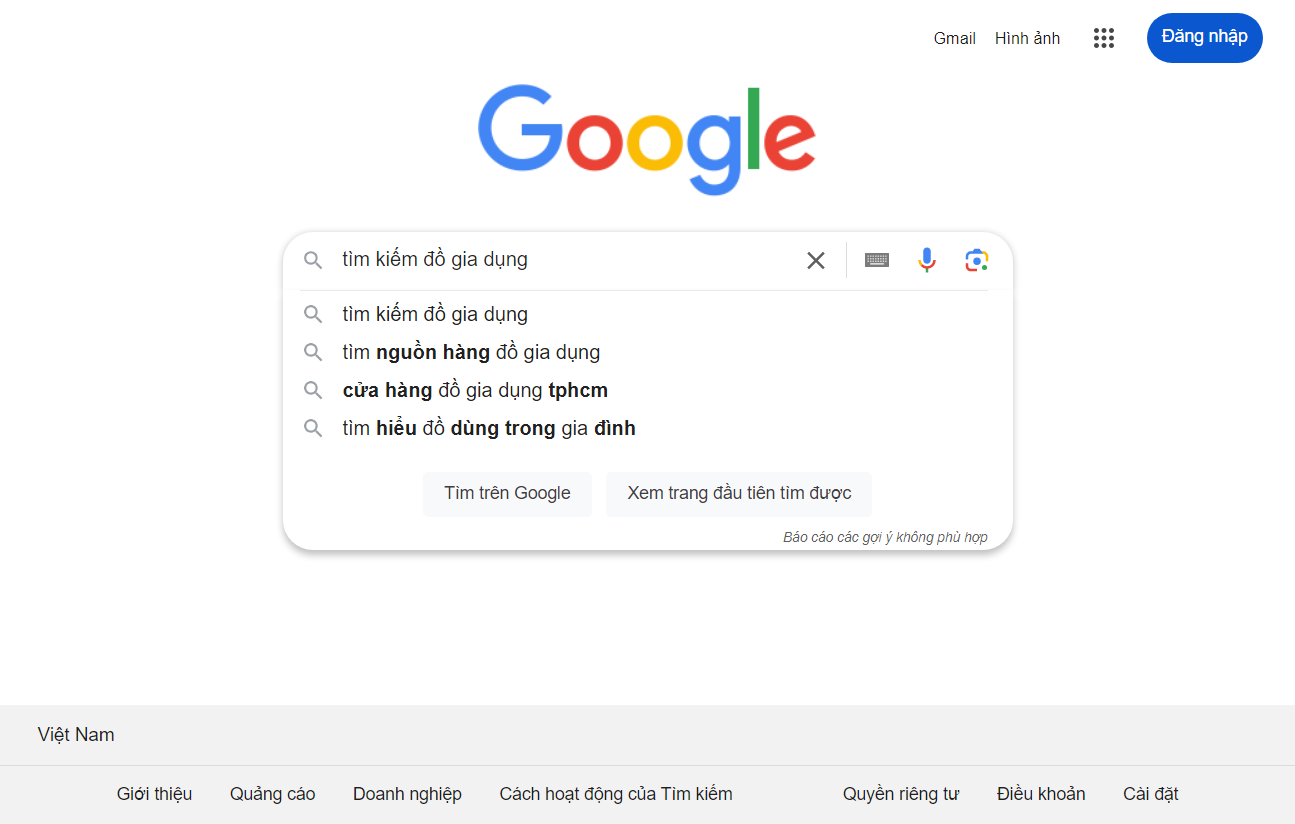 Gmail Hình ảnh Đăng nhập
Google
tìm kiếm đồ gia dụng
tìm kiếm đồ gia dụng
tìm nguồn hàng đồ gia dụng
cửa hàng đồ gia dụng tphcm
tìm hiểu đồ dùng trong gia đình
Tìm trên Google Xem trang đầu tiên tìm được
Báo cáo các gợi ý không phù hợp
Việt Nam
Giới thiệu Quảng cáo Doanh nghiệp Cách hoạt động của Tìm kiếm Quyền riêng tư Điều khoản Cài đặt